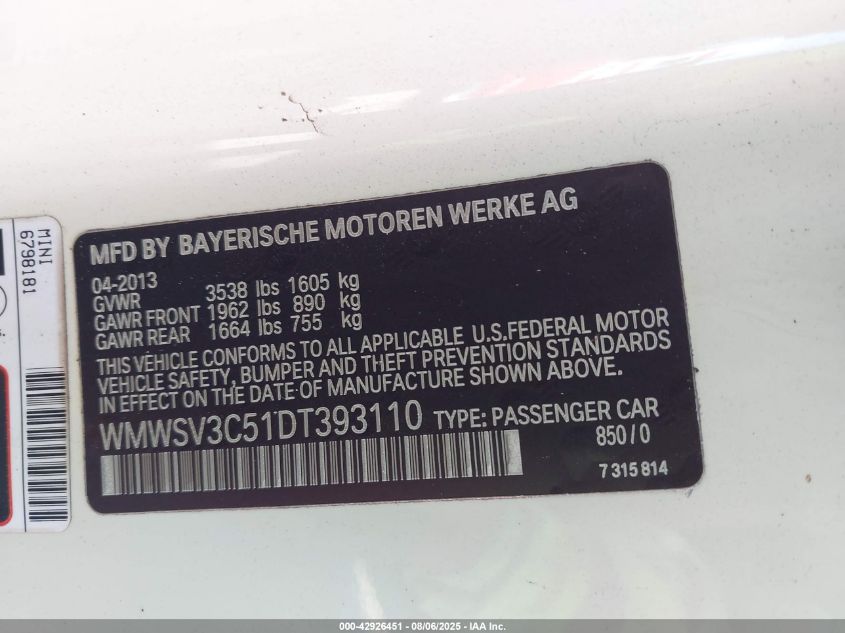 MFD BY BAYERISCHE MOTOREN WERKE AG
04-2013
GVWR 3538 lbs 1605 kg
GAWR FRONT 1962 lbs 890 kg
GAWR REAR 1664 lbs 755 kg
THIS VEHICLE CONFORMS TO ALL APPLICABLE U.S.FEDERAL MOTOR
VEHICLE SAFETY, BUMPER AND THEFT PREVENTION STANDARDS
IN EFFECT ON THE DATE OF MANUFACTURE SHOWN ABOVE.
WMWSV3C51DT393110 TYPE: PASSENGER CAR
850/0
7 315 814
MINI
6798181
000-42926451 - 08/06/2025 - IAA Inc.